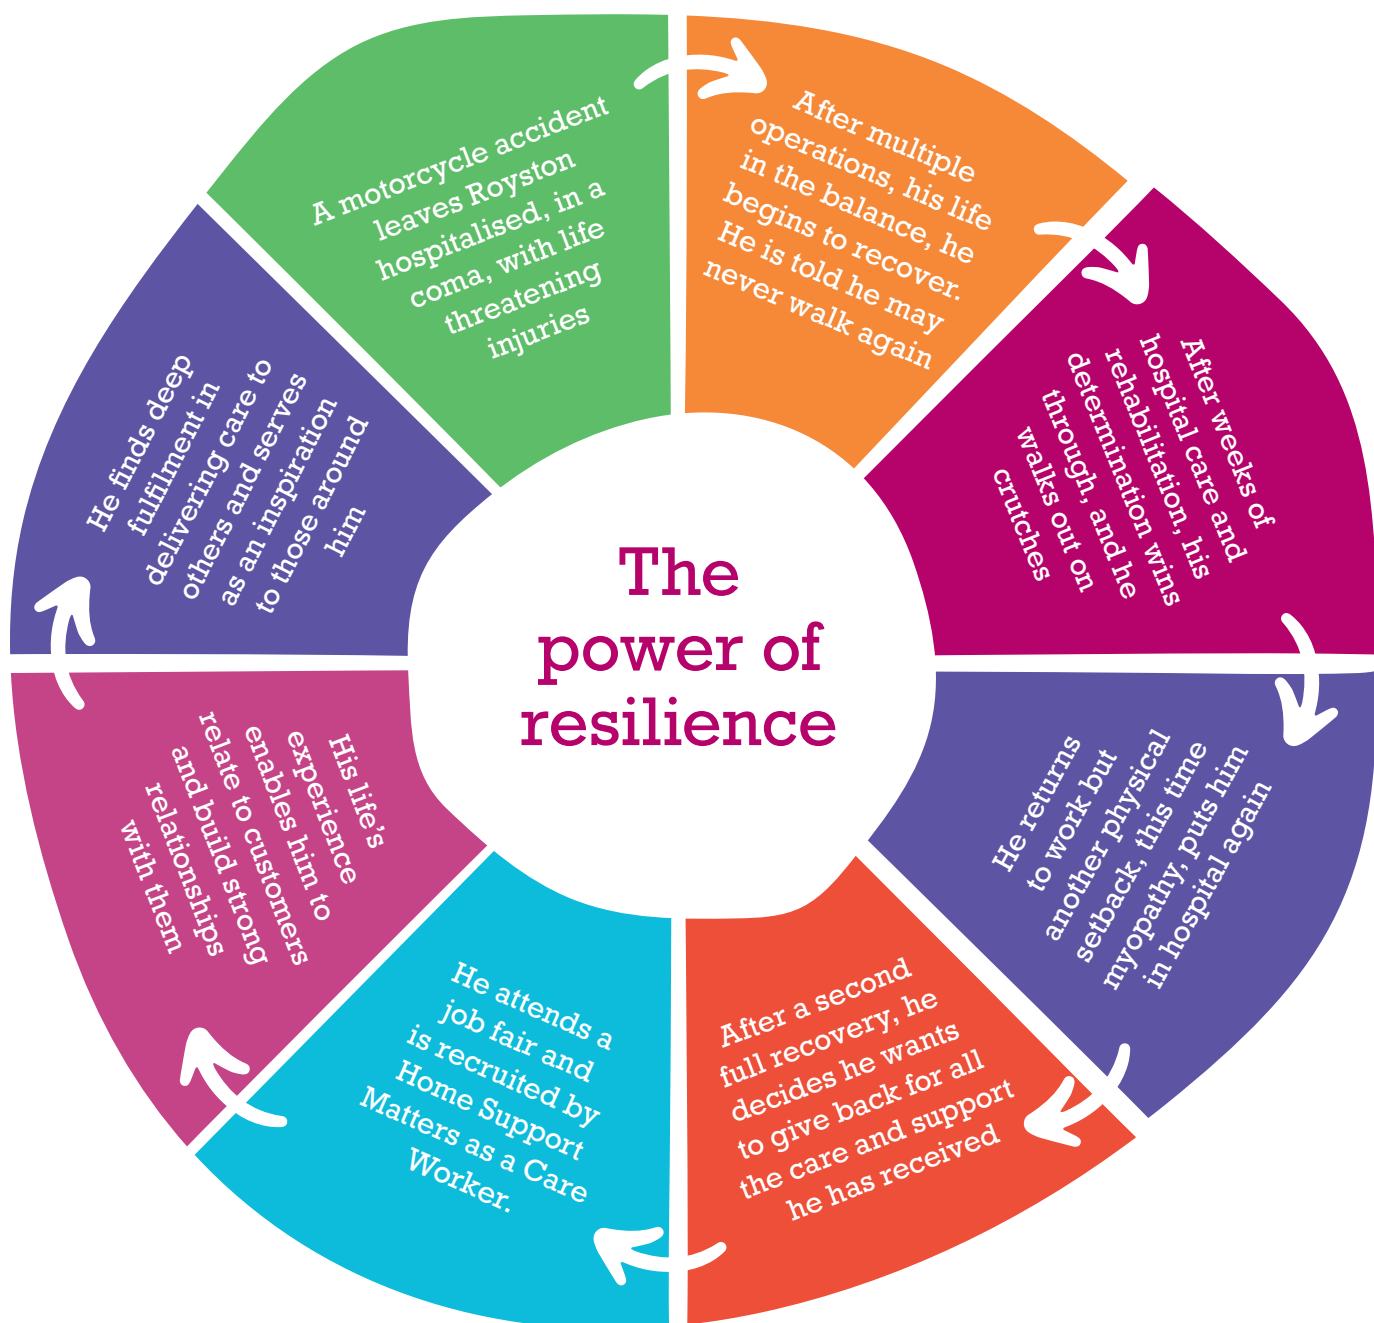 A motorcycle accident
leaves Royston
hospitalised, in a
coma, with life
threatening
injuries
After multiple
operations, his life
in the balance, he
begins to recover.
He is told he may
never walk again
After weeks of
hospital care and
rehabilitation, his
determination wins
through, and he
walks out on
crutches
He returns
to work but
another physical
setback, this time
myopathy, puts him
in hospital again
After a second
full recovery, he
decides he wants
to give back for all
the care and support
he has received
He attends a
job fair and
is recruited by
Home Support
Matters as a Care
Worker.
His life’s
experience
enables him to
relate to customers
and build strong
relationships
with them
He finds deep
fulfilment in
delivering care to
others and serves
as an inspiration
to those around
him
The
power of
resilience